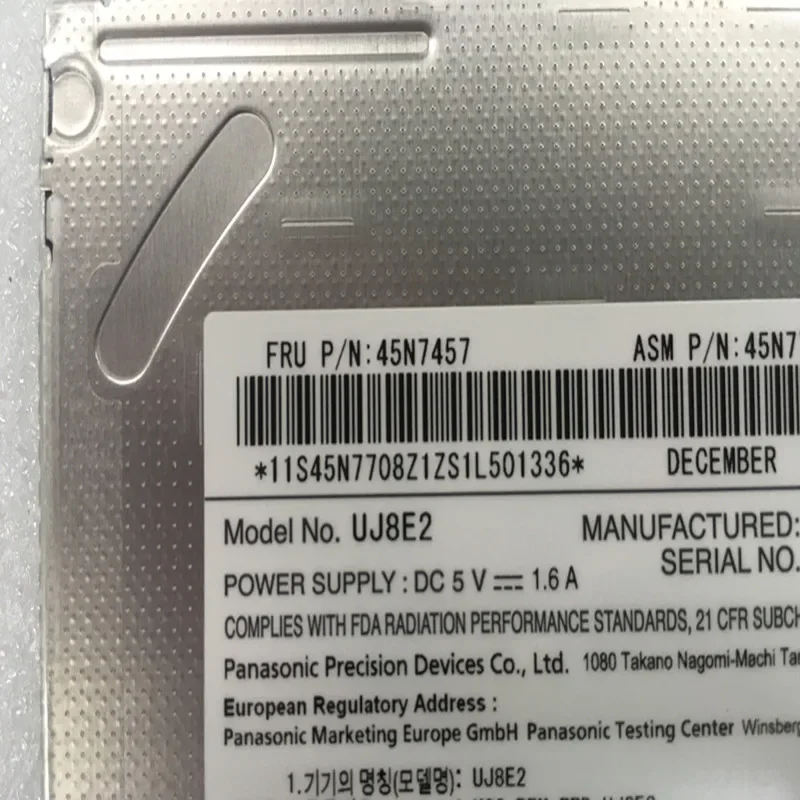 FRU P/N:45N7457 ASM P/N:45N7
*11S45N7708Z1ZS1L501336* DECEMBER
Model No. UJ8E2 MANUFACTURED:
POWER SUPPLY : DC 5 V ⎓ 1.6 A SERIAL NO.
COMPLIES WITH FDA RADIATION PERFORMANCE STANDARDS, 21 CFR SUBCH
Panasonic Precision Devices Co., Ltd. 1080 Takano Nagomi-Machi Ta
European Regulatory Address :
Panasonic Marketing Europe GmbH Panasonic Testing Center Winsberg
1.기기의 명칭(모델명): UJ8E2